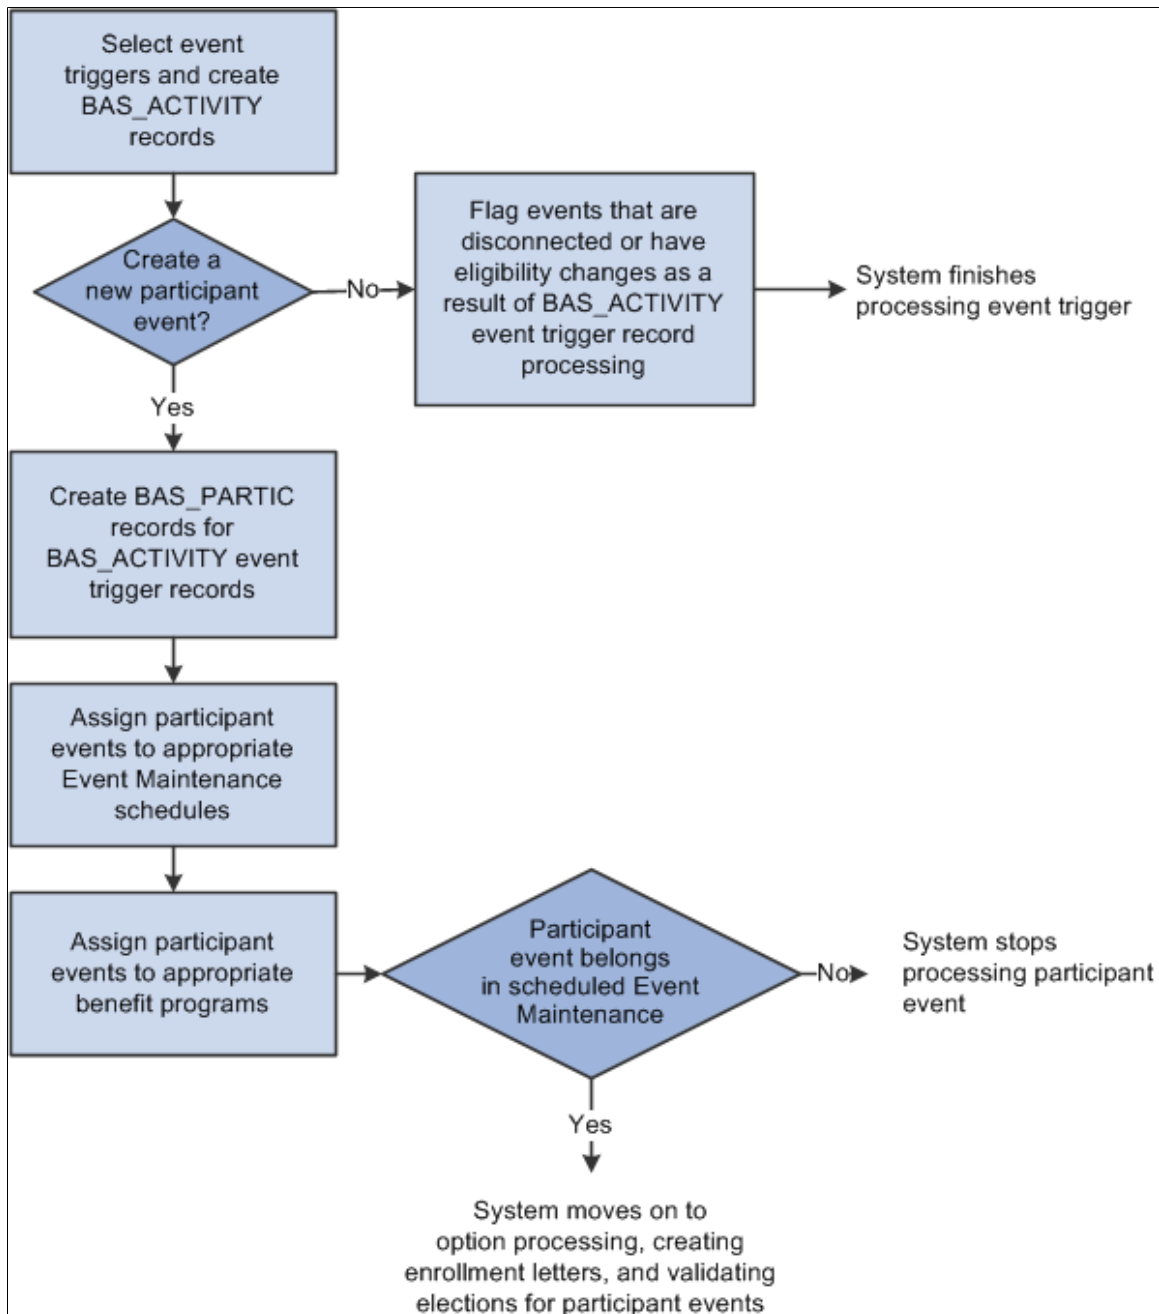 Select event
triggers and create
BAS_ACTIVITY
records
Create a
new participant
event?
No
Flag events that are
disconnected or have
eligibility changes as a
result of BAS_ACTIVITY
event trigger record
processing
System finishes
processing event trigger
Yes
Create BAS_PARTIC
records for
BAS_ACTIVITY event
trigger records
Assign participant
events to appropriate
Event Maintenance
schedules
Assign participant
events to appropriate
benefit programs
Participant
event belongs
in scheduled Event
Maintenance
No
System stops
processing participant
event
Yes
System moves on to
option processing, creating
enrollment letters, and validating
elections for participant events